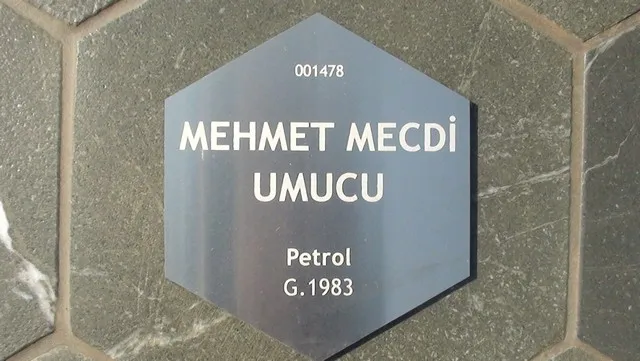 001478
MEHMET MECDİ
UMUCU
Petrol
G.1983